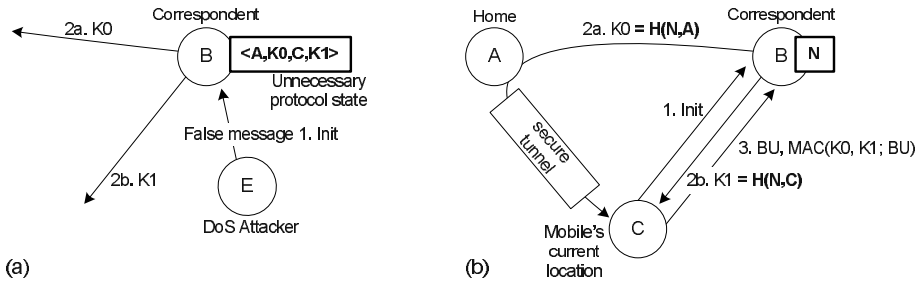 Correspondent
2a. K0
B
<A,K0,C,K1>
Unnecessary
protocol state
False message 1. Init
2b. K1
E
DoS Attacker
(a)
Home
Correspondent
2a. K0 = H(N,A)
A
B
N
secure
tunnel
1. Init
3. BU, MAC(K0, K1; BU)
2b. K1 = H(N,C)
C
Mobile's
current
location
(b)